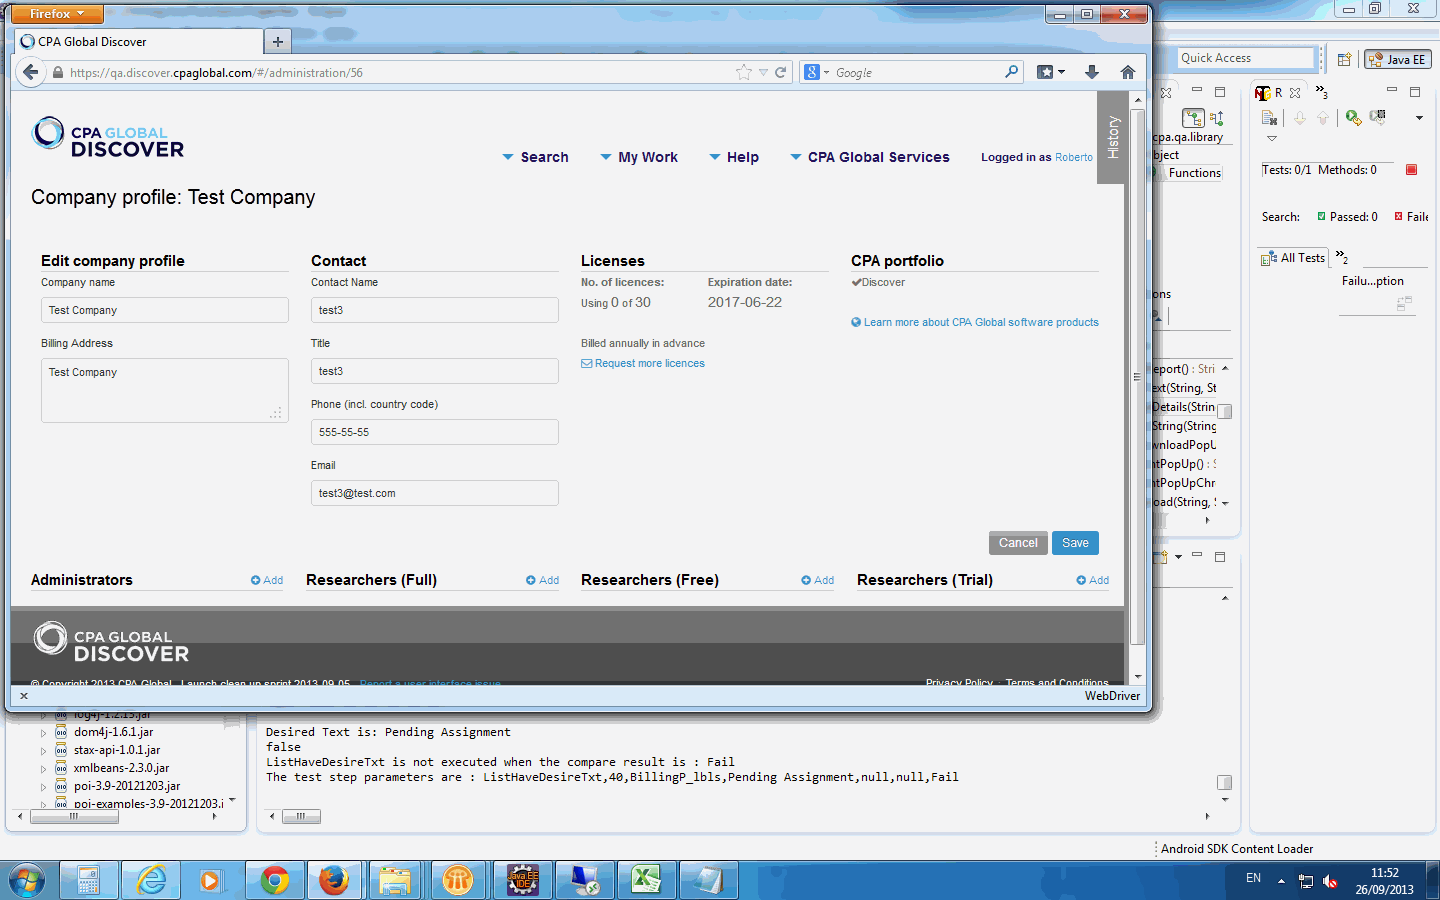 Firefox
CPA Global Discover
https://qa.discover.cpaglobal.com/#/administration/56
Google
CPA GLOBAL
DISCOVER
Search
My Work
Help
CPA Global Services
Logged in as Roberto
History
Company profile: Test Company
Edit company profile
Company name
Test Company
Billing Address
Test Company
Contact
Contact Name
test3
Title
test3
Phone (incl. country code)
555-55-55
Email
test3@test.com
Licenses
No. of licences:
Expiration date:
Using 0 of 30
2017-06-22
Billed annually in advance
Request more licences
CPA portfolio
Discover
Learn more about CPA Global software products
Cancel
Save
Administrators
Add
Researchers (Full)
Add
Researchers (Free)
Add
Researchers (Trial)
Add
CPA GLOBAL
DISCOVER
© Copyright 2013 CPA Global. Launch clean up sprint 2013-09-05
Report a user interface issue
Privacy Policy : Terms and Conditions
WebDriver
Quick Access
Java EE
R
3
cpa.qa.library
bject
Functions
ons
eport() : Stri
ext(String, St
Details(Strin
String(String
wnloadPopU
ntPopUp() : S
ntPopUpChr
oad(String, S
Tests: 0/1 Methods: 0
Search:
Passed: 0
Faile
All Tests
2
Failu...ption
log4j-1.2.13.jar
dom4j-1.6.1.jar
stax-api-1.0.1.jar
xmlbeans-2.3.0.jar
poi-3.9-20121203.jar
poi-examples-3.9-20121203.j
Desired Text is: Pending Assignment
false
ListHaveDesireTxt is not executed when the compare result is : Fail
The test step parameters are : ListHaveDesireTxt,40,BillingP_lbls,Pending Assignment,null,null,Fail
Android SDK Content Loader
Java EE
IDE
EN
11:52
26/09/2013